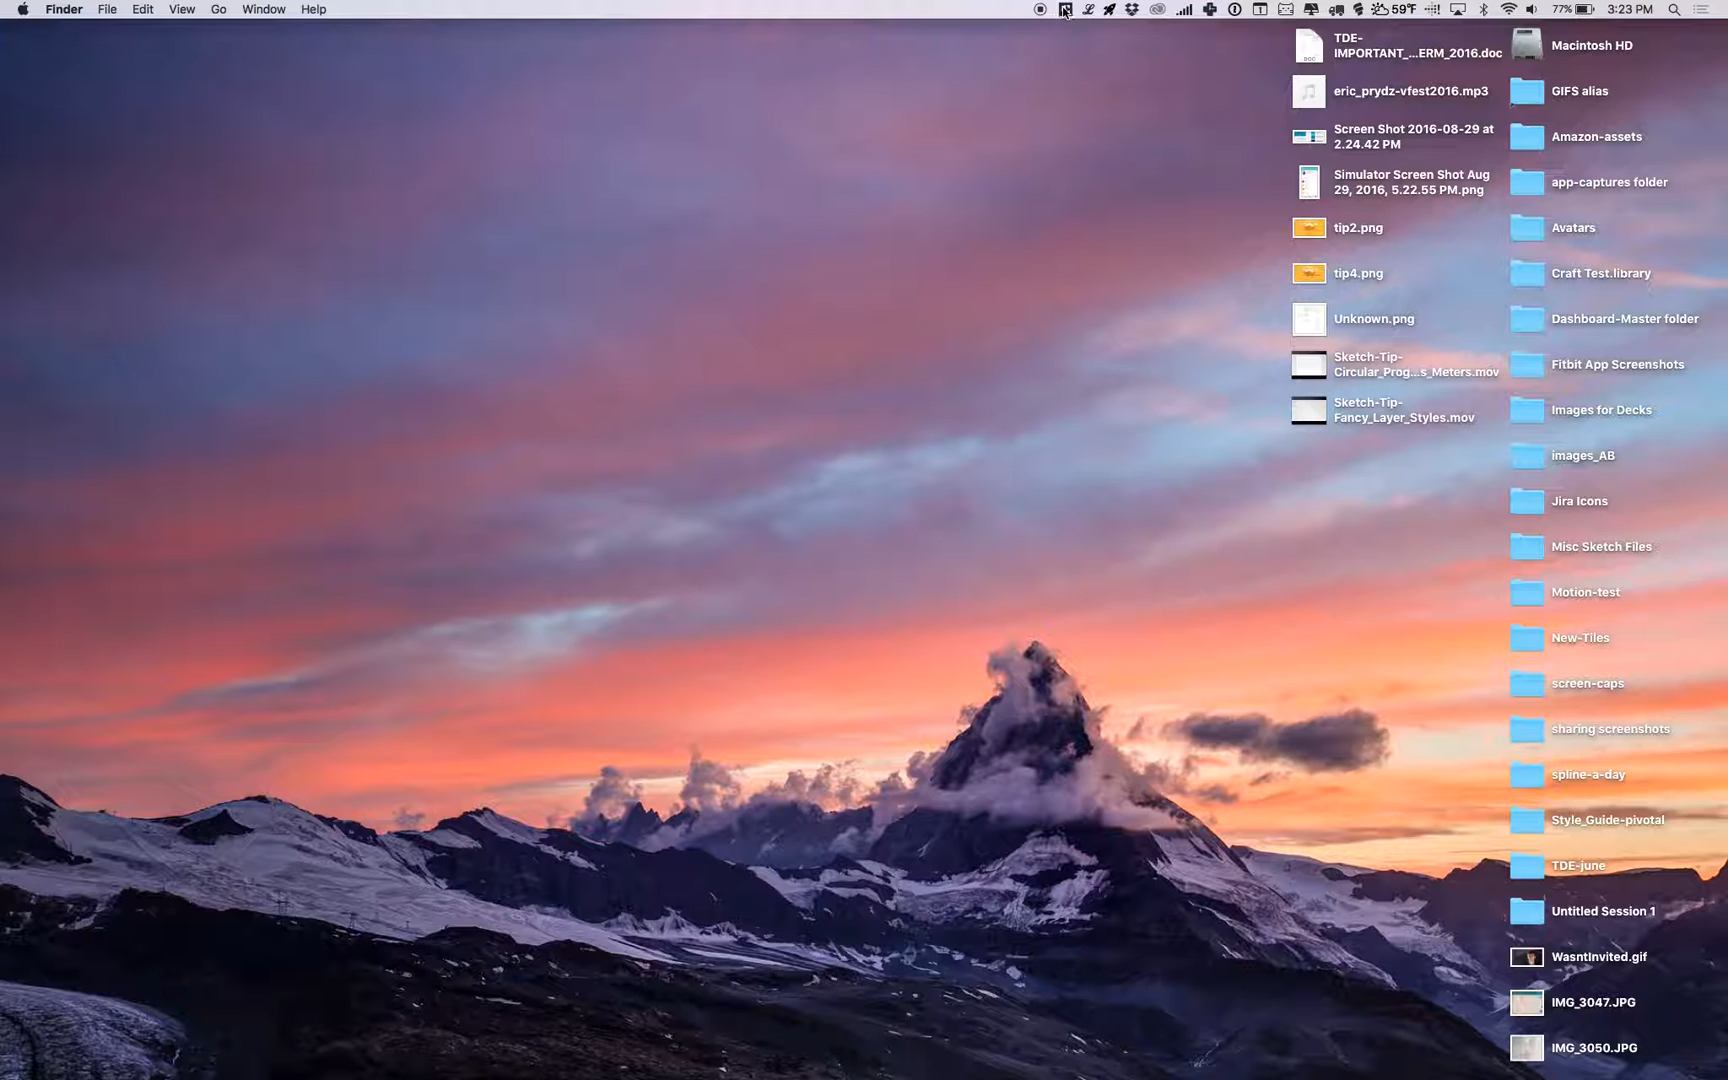 Finder File Edit View Go Window Help
59°F 77% 3:23 PM
TDE-
IMPORTANT_...ERM_2016.doc
DOC
eric_prydz-vfest2016.mp3
Screen Shot 2016-08-29 at
2.24.42 PM
Simulator Screen Shot Aug
29, 2016, 5.22.55 PM.png
tip2.png
tip4.png
Unknown.png
Sketch-Tip-
Circular_Prog...s_Meters.mov
Sketch-Tip-
Fancy_Layer_Styles.mov
Macintosh HD
GIFS alias
Amazon-assets
app-captures folder
Avatars
Craft Test.library
Dashboard-Master folder
Fitbit App Screenshots
Images for Decks
images_AB
Jira Icons
Misc Sketch Files
Motion-test
New-Tiles
screen-caps
sharing screenshots
spline-a-day
Style_Guide-pivotal
TDE-june
Untitled Session 1
WasntInvited.gif
IMG_3047.JPG
IMG_3050.JPG